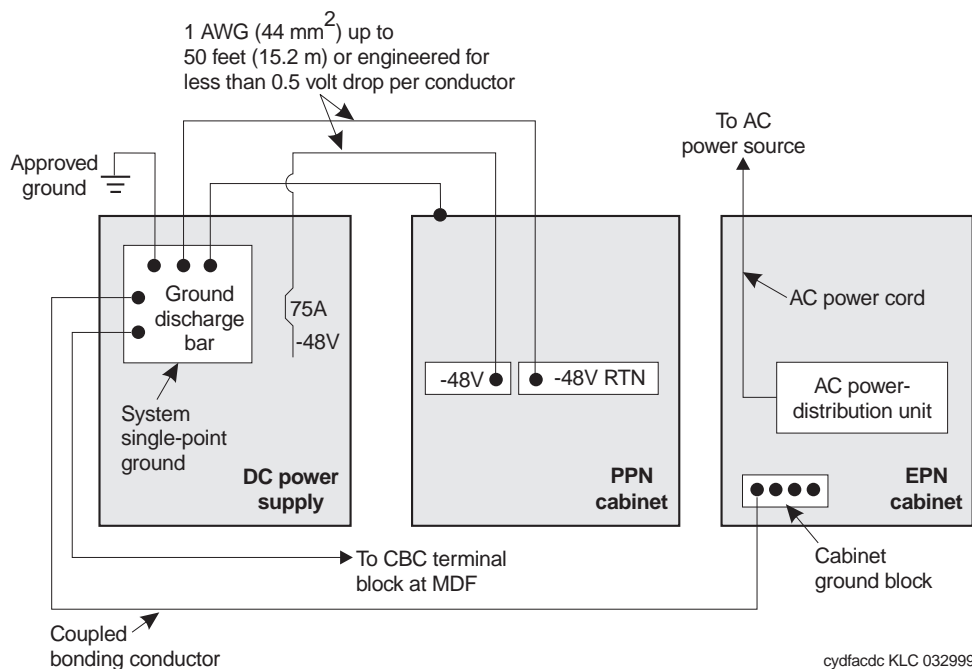 1 AWG (44 mm2) up to
50 feet (15.2 m) or engineered for
less than 0.5 volt drop per conductor
To AC
power source
Approved
ground
Ground
discharge
bar
75A
-48V
AC power cord
-48V
-48V RTN
AC power-
distribution unit
System
single-point
ground
DC power
supply
PPN
cabinet
EPN
cabinet
To CBC terminal
block at MDF
Cabinet
ground block
Coupled
bonding conductor
cydfacdc KLC 032999